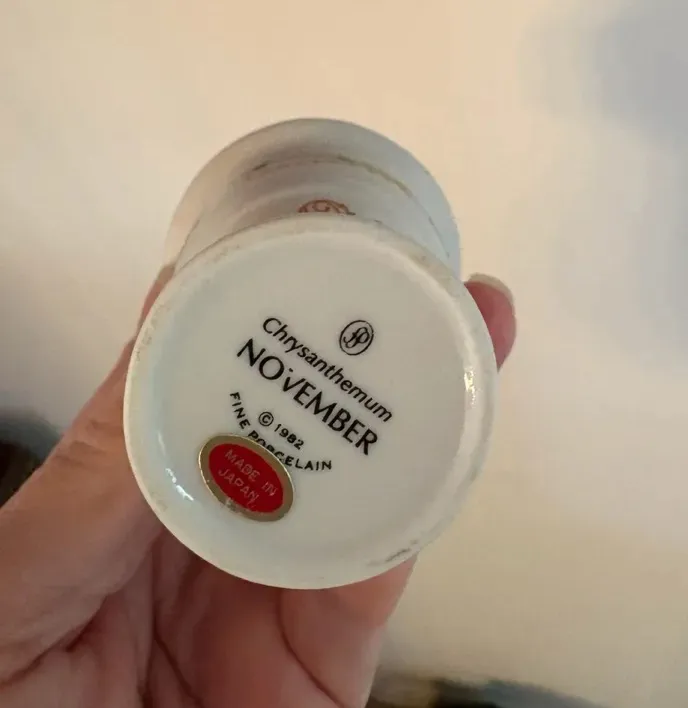 Chrysanthemum
NOVEMBER
© 1982
FINE PORCELAIN
MADE IN
JAPAN